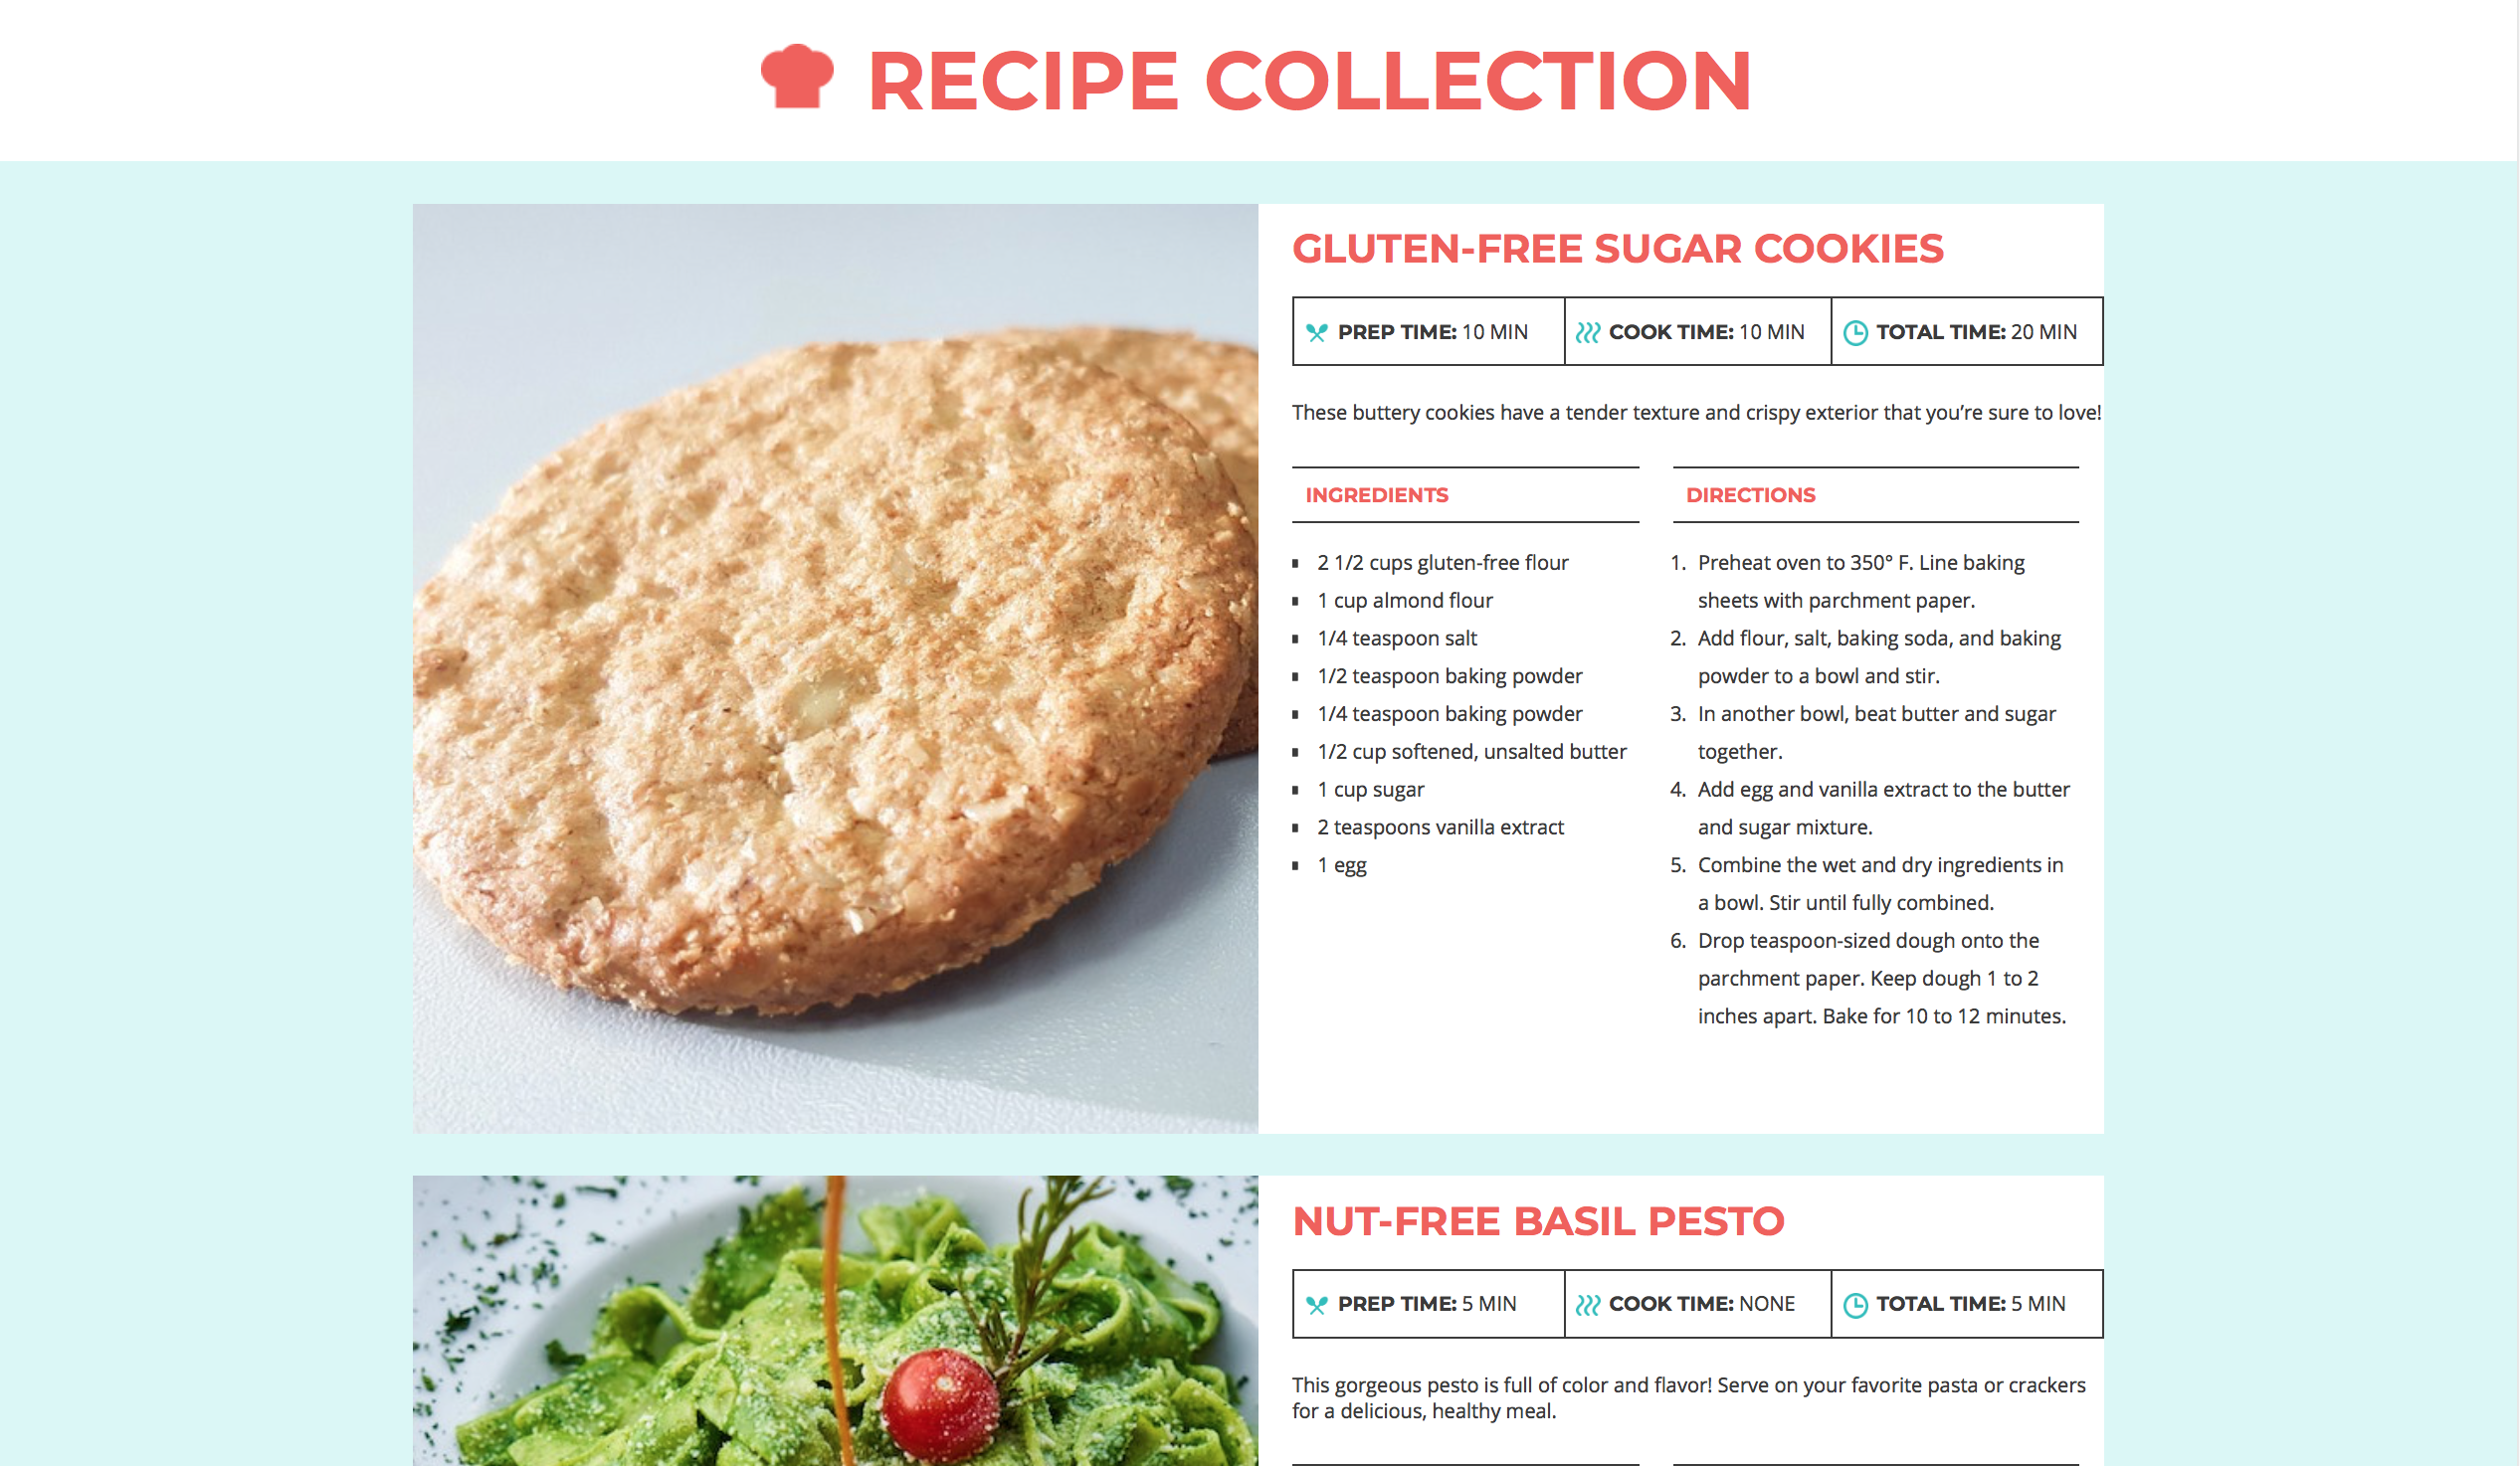 RECIPE COLLECTION
GLUTEN-FREE SUGAR COOKIES
PREP TIME: 10 MIN
COOK TIME: 10 MIN
TOTAL TIME: 20 MIN
These buttery cookies have a tender texture and crispy exterior that you’re sure to love!
INGREDIENTS
2 1/2 cups gluten-free flour
1 cup almond flour
1/4 teaspoon salt
1/2 teaspoon baking powder
1/4 teaspoon baking powder
1/2 cup softened, unsalted butter
1 cup sugar
2 teaspoons vanilla extract
1 egg
DIRECTIONS
1. Preheat oven to 350° F. Line baking
sheets with parchment paper.
2. Add flour, salt, baking soda, and baking
powder to a bowl and stir.
3. In another bowl, beat butter and sugar
together.
4. Add egg and vanilla extract to the butter
and sugar mixture.
5. Combine the wet and dry ingredients in
a bowl. Stir until fully combined.
6. Drop teaspoon-sized dough onto the
parchment paper. Keep dough 1 to 2
inches apart. Bake for 10 to 12 minutes.
NUT-FREE BASIL PESTO
PREP TIME: 5 MIN
COOK TIME: NONE
TOTAL TIME: 5 MIN
This gorgeous pesto is full of color and flavor! Serve on your favorite pasta or crackers
for a delicious, healthy meal.